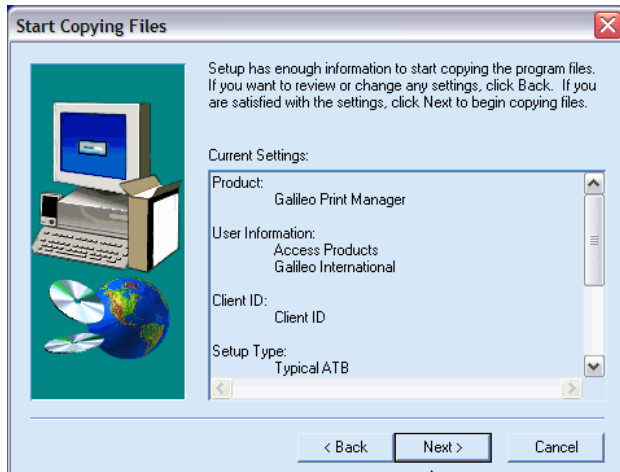 Start Copying Files
Setup has enough information to start copying the program files.
If you want to review or change any settings, click Back. If you
are satisfied with the settings, click Next to begin copying files.
Current Settings:
Product:
Galileo Print Manager
User Information:
Access Products
Galileo International
Client ID:
Client ID
Setup Type:
Typical ATB
< Back
Next >
Cancel